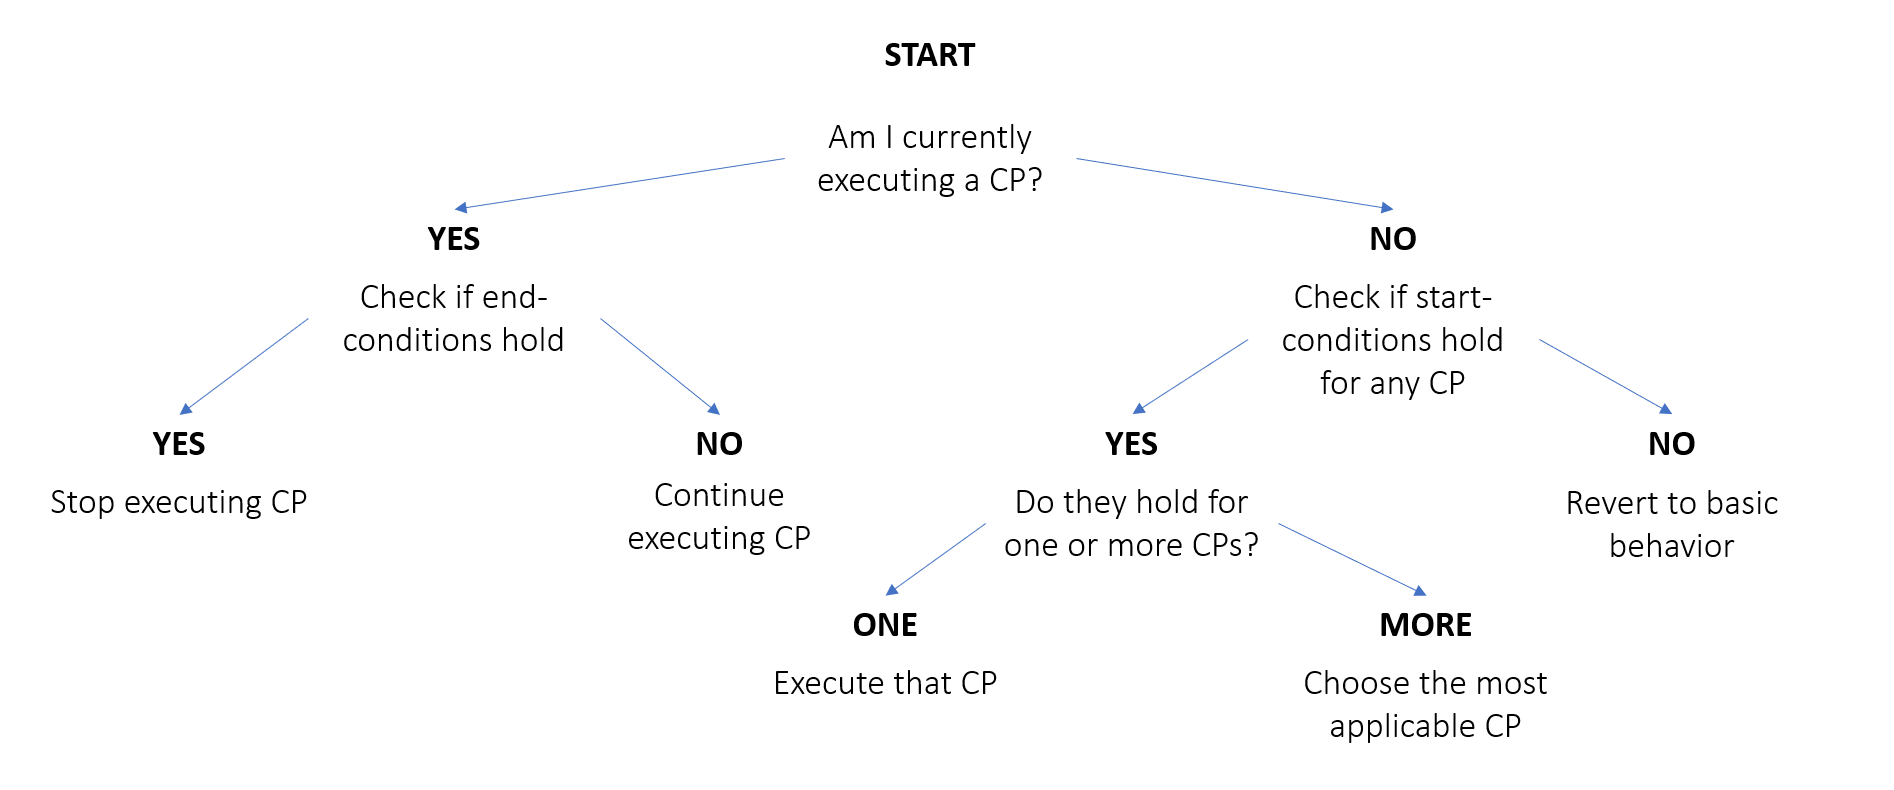 START
Am I currently
executing a CP?
YES
NO
Check if end-
conditions hold
Check if start-
conditions hold
for any CP
YES
NO
YES
NO
Stop executing CP
Continue
executing CP
Do they hold for
one or more CPs?
Revert to basic
behavior
ONE
MORE
Execute that CP
Choose the most
applicable CP